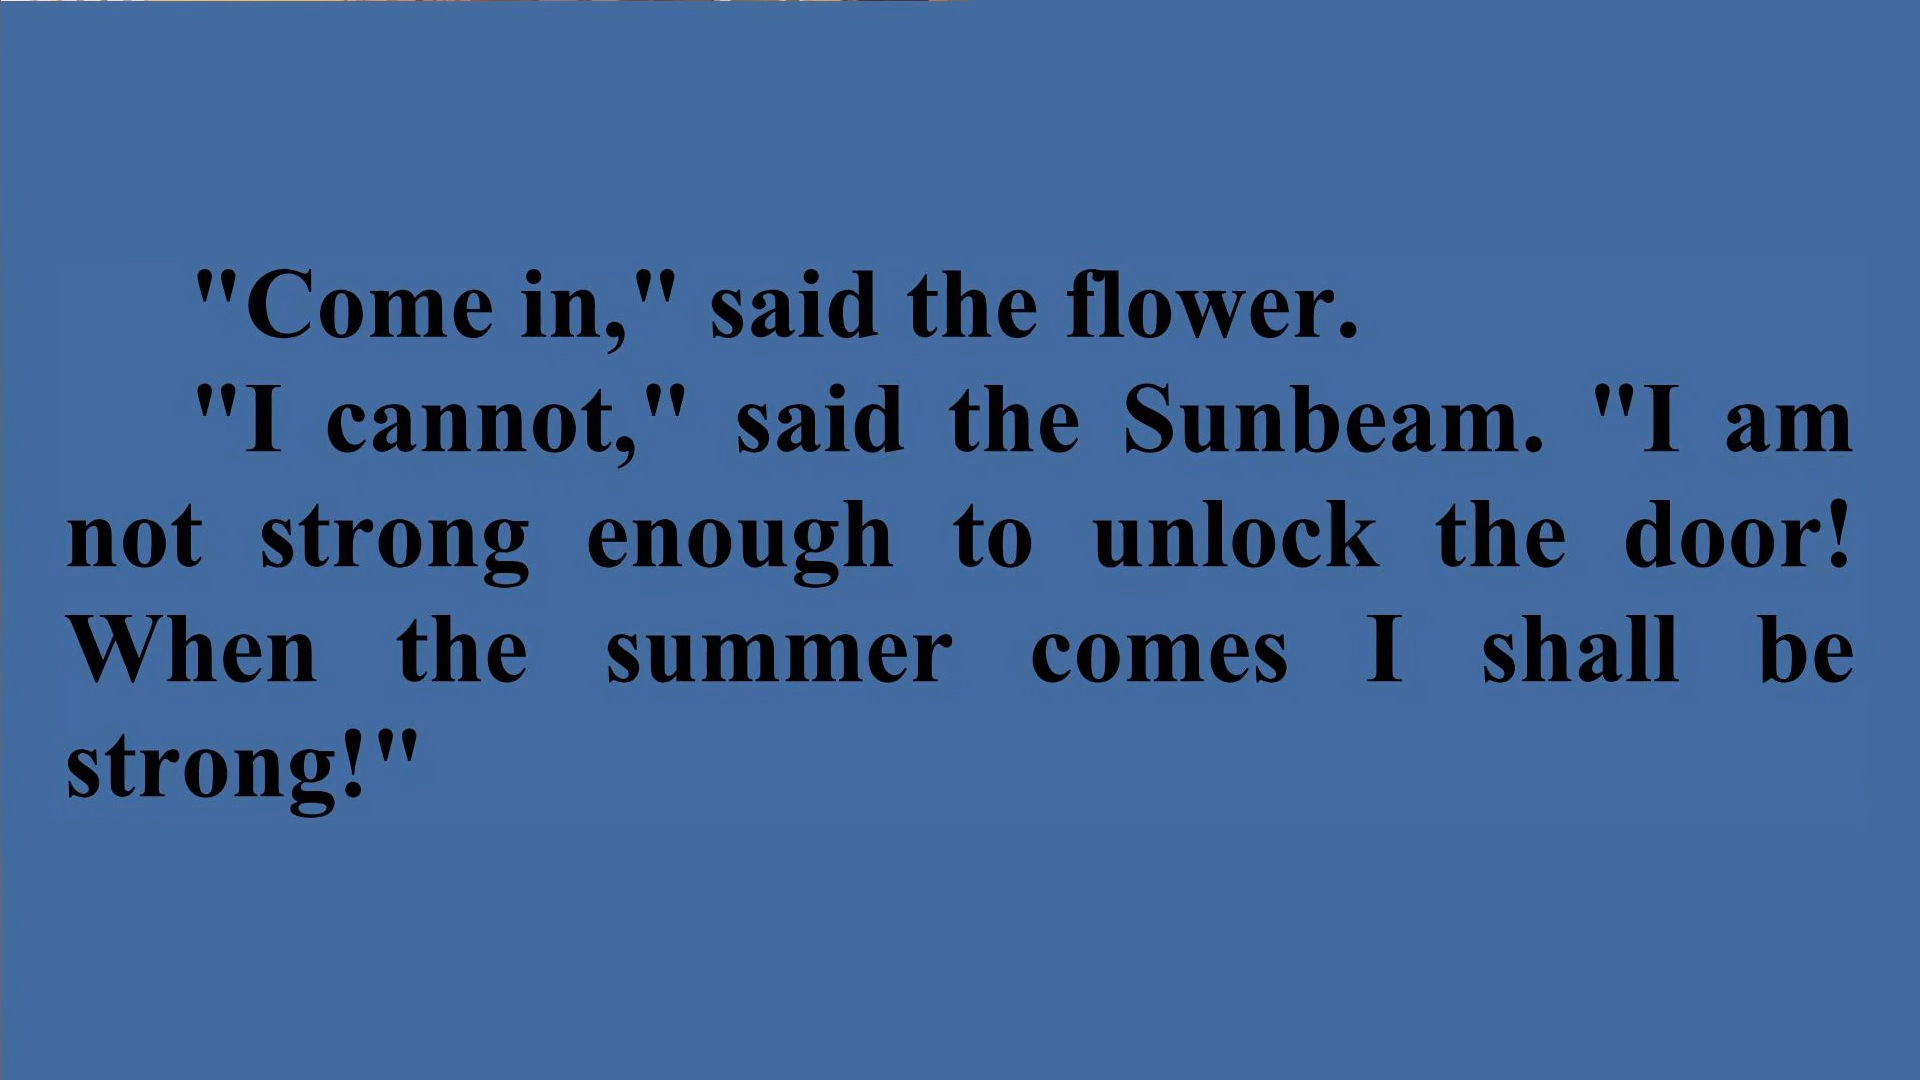 "Come in," said the flower.
"I cannot," said the Sunbeam. "I am
not strong enough to unlock the door!
When the summer comes I shall be
strong!"